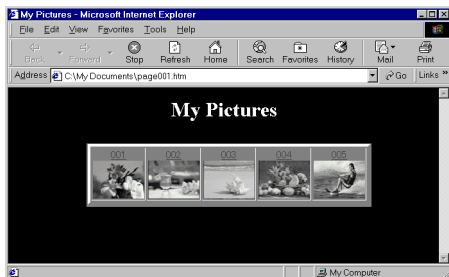 My Pictures - Microsoft Internet Explorer
File Edit View Favorites Tools Help
Back Forward Stop Refresh Home Search Favorites History Mail Print
Address C:\My Documents\page001.htm Go Links »
My Pictures
001 002 003 004 005
My Computer